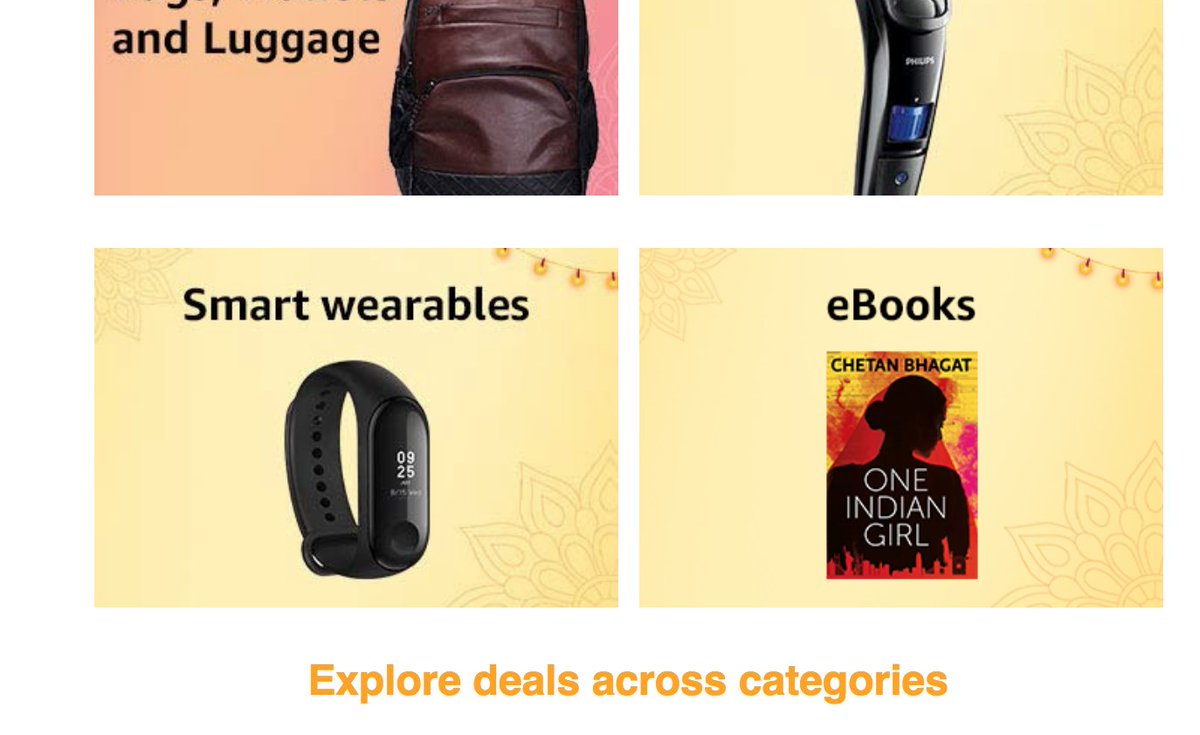 and Luggage
PHILIPS
Smart wearables
09
25
eBooks
CHETAN BHAGAT
ONE
INDIAN
GIRL
Explore deals across categories